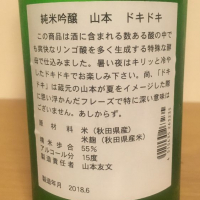 純米吟醸 山本 ドキドキ
この商品は酒に含まれる数ある酸の中で
も爽快なリンゴ酸を多く生成する特殊な酵
母で仕込みました。暑い夜はキリッと冷や
してドキドキでお楽しみください。尚、「ドキ
ドキ」は蔵元の山本が夏をイメージした際
に思い浮かんだフレーズで特に深い意味は
ございません。あしからず。
原材料 米(秋田県産)
米麹(秋田県産米)
精米歩合 55%
アルコール分 15度
製造責任者 山本友文
製造年月 2018.6